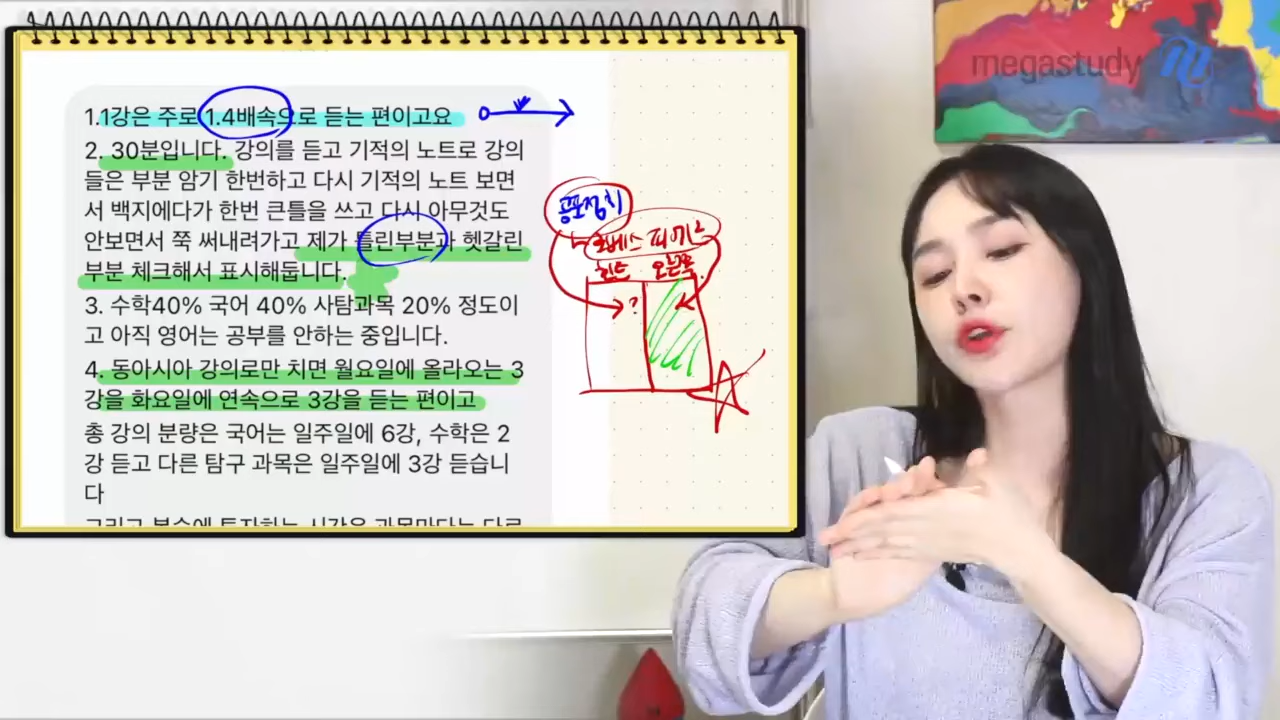 megastudy
1.1강은 주로 1.4배속으로 듣는 편이고요
2. 30분입니다. 강의를 듣고 기적의 노트로 강의
들은 부분 암기 한번하고 다시 기적의 노트 보면
서 백지에다가 한번 큰틀을 쓰고 다시 아무것도
안보면서 쭉 써내려가고 제가 틀린부분과 헷갈린
부분 체크해서 표시해둡니다.
3. 수학40% 국어 40% 사탐과목 20% 정도이
고 아직 영어는 공부를 안하는 중입니다.
4. 동아시아 강의로만 치면 월요일에 올라오는 3
강을 화요일에 연속으로 3강을 듣는 편이고
총 강의 분량은 국어는 일주일에 6강, 수학은 2
강 듣고 다른 탐구 과목은 일주일에 3강 듣습니
다
힌트 오른쪽
?